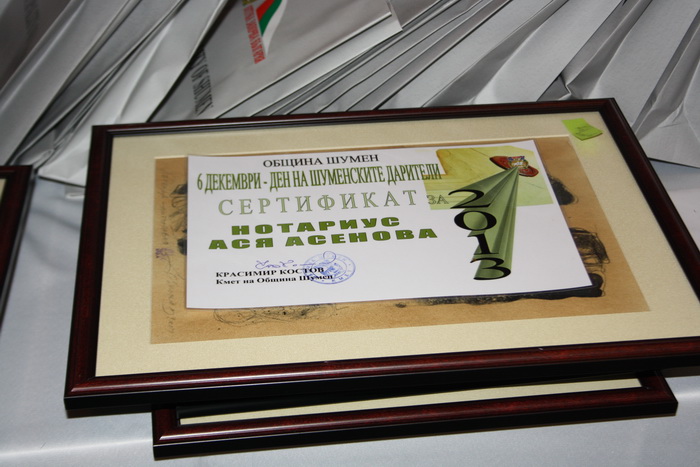 ОБЩИНА ШУМЕН
6 ДЕКЕМВРИ - ДЕН НА ШУМЕНСКИТЕ ДАРИТЕЛИ
СЕРТИФИКАТ ЗА
НОТАРИУС
АСЯ АСЕНОВА
2013
КРАСИМИР КОСТОВ
Кмет на Община Шумен